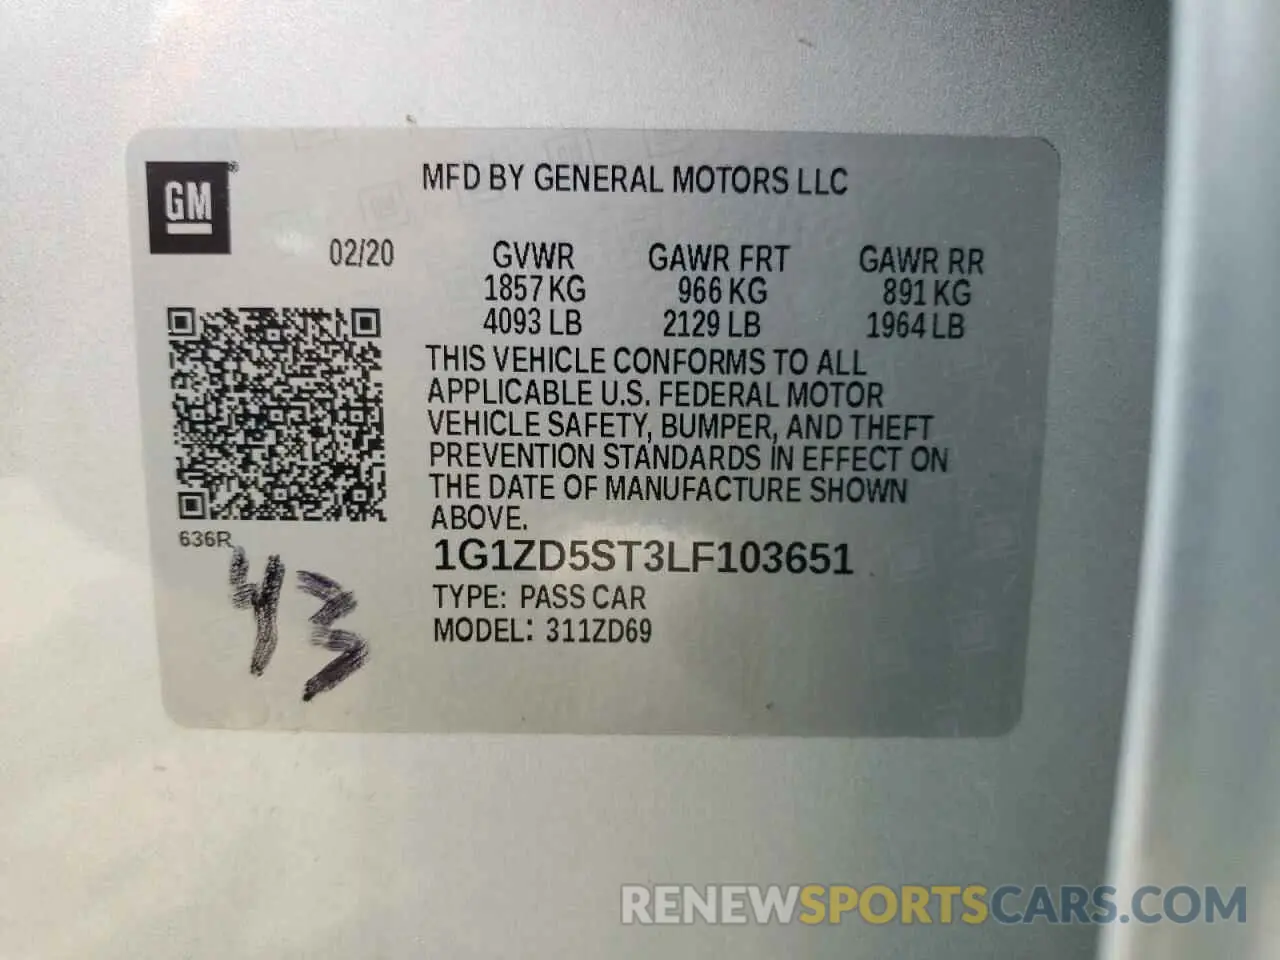 GM®
MFD BY GENERAL MOTORS LLC
02/20 GVWR GAWR FRT GAWR RR
1857 KG 966 KG 891 KG
4093 LB 2129 LB 1964 LB
THIS VEHICLE CONFORMS TO ALL
APPLICABLE U.S. FEDERAL MOTOR
VEHICLE SAFETY, BUMPER, AND THEFT
PREVENTION STANDARDS IN EFFECT ON
THE DATE OF MANUFACTURE SHOWN
ABOVE.
636R
1G1ZD5ST3LF103651
43
TYPE: PASS CAR
MODEL: 311ZD69
RENEWSPORTSCARS.COM